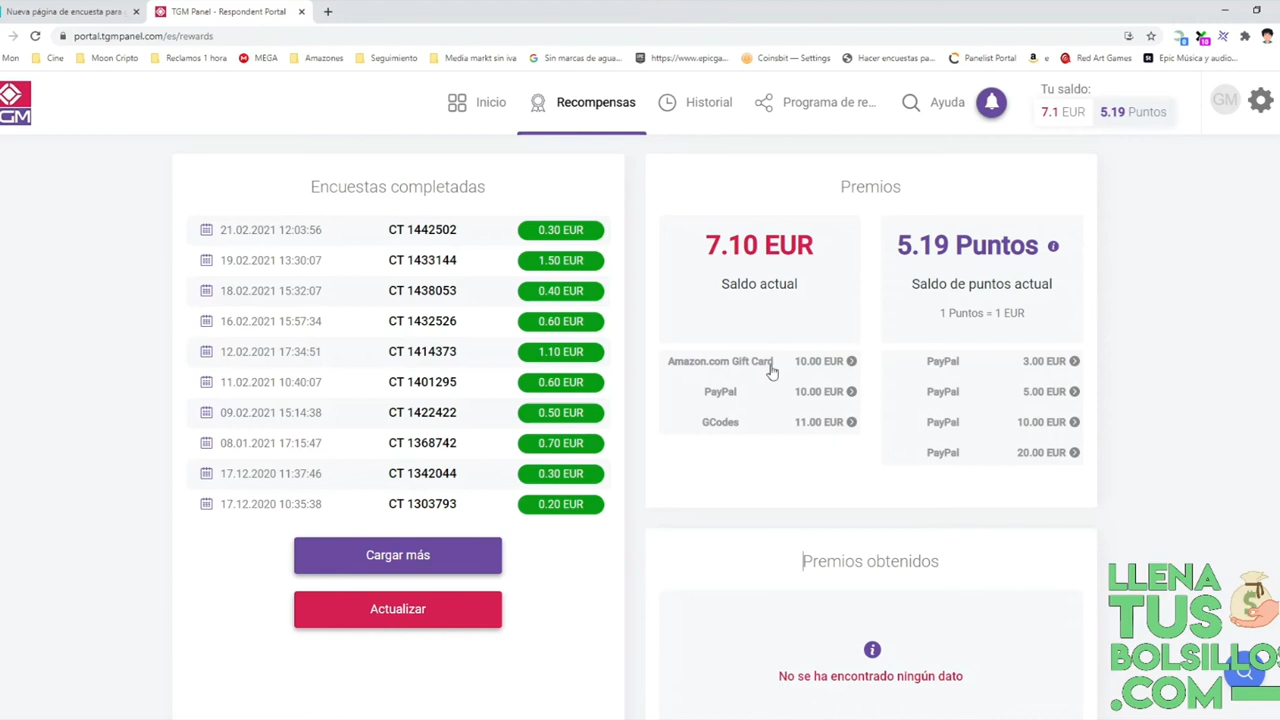 Nueva página de encuesta para
TGM Panel - Respondent Portal
portal.tgmpanel.com/es/rewards
Mon
Cine
Moon Cripto
Reclamos 1 hora
MEGA
Amazones
Seguimiento
Media markt sin iva
Sin marcas de agua...
https://www.epicga...
Coinsbit — Settings
Hacer encuestas pa...
Panelist Portal
e
Red Art Games
Epic Música y audio...
GM
Inicio
Recompensas
Historial
Programa de re...
Ayuda
Tu saldo:
7.1 EUR
5.19 Puntos
GM
Encuestas completadas
21.02.2021 12:03:56 CT 1442502 0.30 EUR
19.02.2021 13:30:07 CT 1433144 1.50 EUR
18.02.2021 15:32:07 CT 1438053 0.40 EUR
16.02.2021 15:57:34 CT 1432526 0.60 EUR
12.02.2021 17:34:51 CT 1414373 1.10 EUR
11.02.2021 10:40:07 CT 1401295 0.60 EUR
09.02.2021 15:14:38 CT 1422422 0.50 EUR
08.01.2021 17:15:47 CT 1368742 0.70 EUR
17.12.2020 11:37:46 CT 1342044 0.30 EUR
17.12.2020 10:35:38 CT 1303793 0.20 EUR
Cargar más
Actualizar
Premios
7.10 EUR
Saldo actual
Amazon.com Gift Card 10.00 EUR
PayPal 10.00 EUR
GCodes 11.00 EUR
5.19 Puntos
Saldo de puntos actual
1 Puntos = 1 EUR
PayPal 3.00 EUR
PayPal 5.00 EUR
PayPal 10.00 EUR
PayPal 20.00 EUR
Premios obtenidos
No se ha encontrado ningún dato
LLENA
TUS
BOLSILLOS
.COM